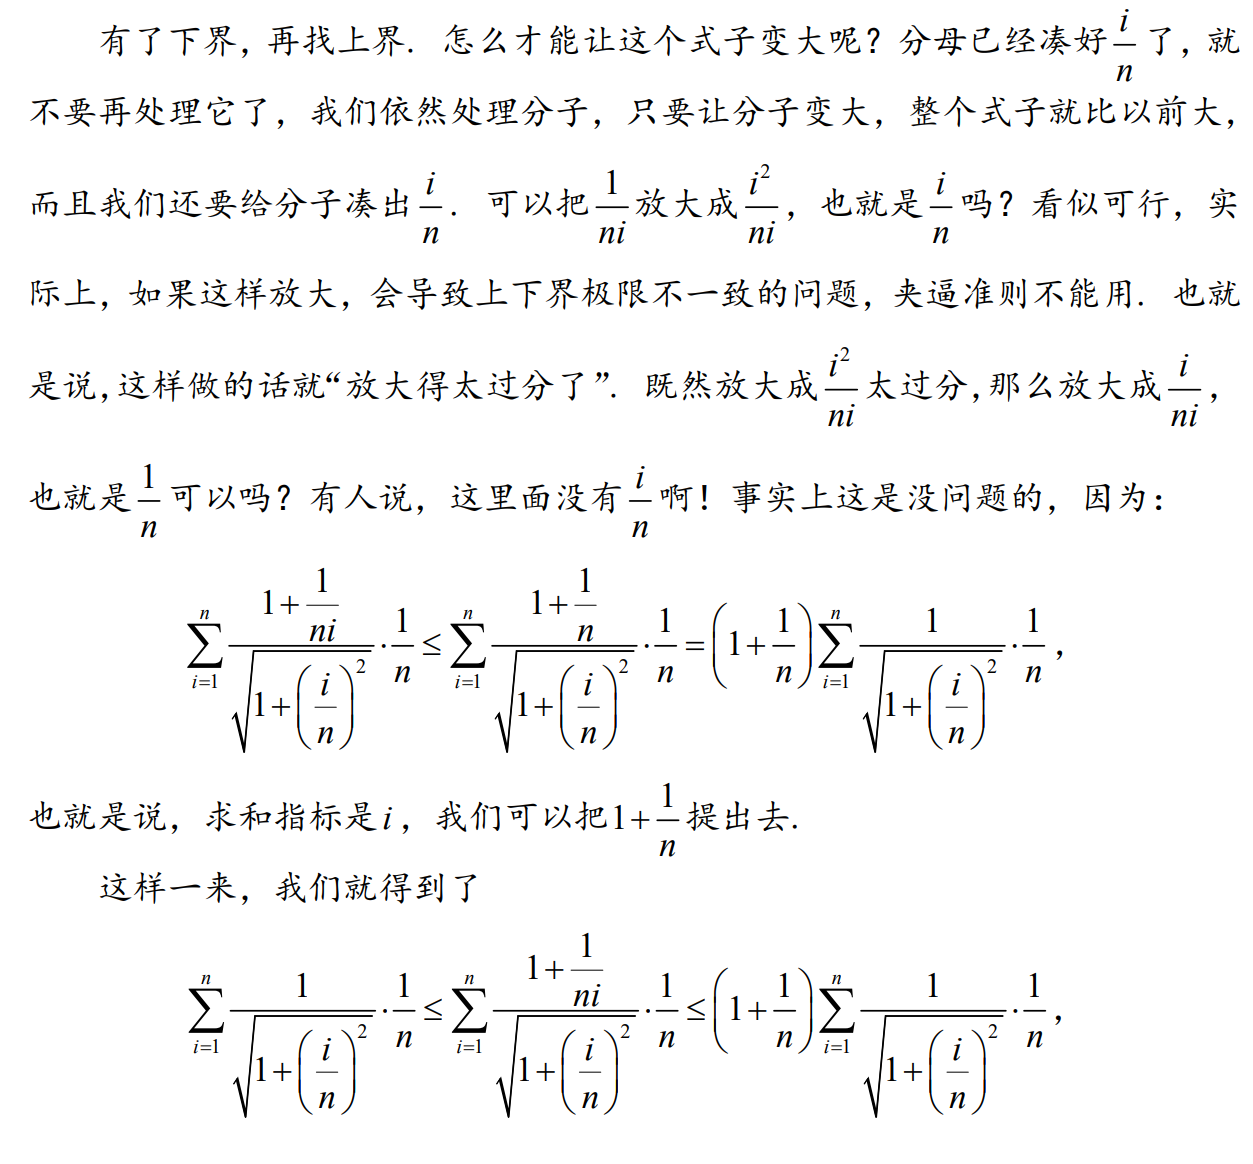 有了下界，再找上界．怎么才能让这个式子变大呢？分母已经凑好$\frac{i}{n}$了，就
不要再处理它了，我们依然处理分子，只要让分子变大，整个式子就比以前大，
而且我们还要给分子凑出$\frac{i}{n}$．可以把$\frac{1}{ni}$放大成$\frac{i^2}{ni}$，也就是$\frac{i}{n}$吗？看似可行，实
际上，如果这样放大，会导致上下界极限不一致的问题，夹逼准则不能用．也就
是说，这样做的话就“放大得太过分了”．既然放大成$\frac{i^2}{ni}$太过分，那么放大成$\frac{i}{ni}$，
也就是$\frac{1}{n}$可以吗？有人说，这里面没有$\frac{i}{n}$啊！事实上这是没问题的，因为：
$\sum_{i=1}^{n}\frac{1+\frac{1}{ni}}{\sqrt{1+\left(\frac{i}{n}\right)^2}}\cdot\frac{1}{n}\leq\sum_{i=1}^{n}\frac{1+\frac{1}{n}}{\sqrt{1+\left(\frac{i}{n}\right)^2}}\cdot\frac{1}{n}=\left(1+\frac{1}{n}\right)\sum_{i=1}^{n}\frac{1}{\sqrt{1+\left(\frac{i}{n}\right)^2}}\cdot\frac{1}{n}$，
也就是说，求和指标是$i$，我们可以把$1+\frac{1}{n}$提出去．
这样一来，我们就得到了
$\sum_{i=1}^{n}\frac{1}{\sqrt{1+\left(\frac{i}{n}\right)^2}}\cdot\frac{1}{n}\leq\sum_{i=1}^{n}\frac{1+\frac{1}{ni}}{\sqrt{1+\left(\frac{i}{n}\right)^2}}\cdot\frac{1}{n}\leq\left(1+\frac{1}{n}\right)\sum_{i=1}^{n}\frac{1}{\sqrt{1+\left(\frac{i}{n}\right)^2}}\cdot\frac{1}{n}$，